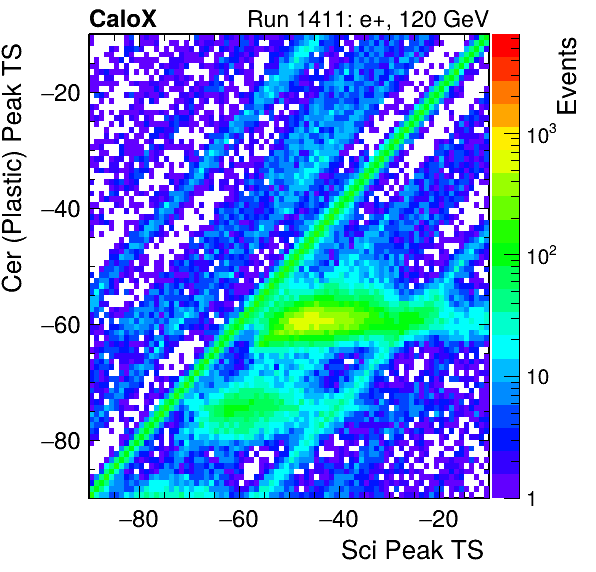 CaloX Run 1411: e+, 120 GeV
Cer (Plastic) Peak TS
Events
−20
−40
−60
−80
10³
10²
10
1
−80 −60 −40 −20
Sci Peak TS